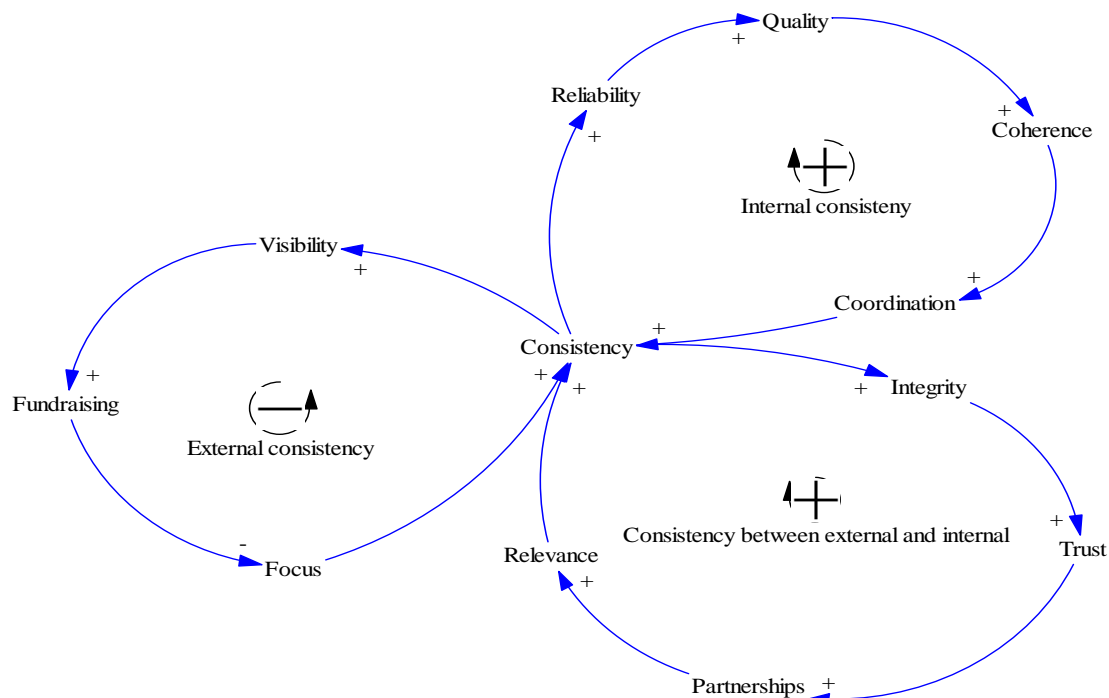 Quality
+
Reliability
+
+
Coherence
Internal consisteny
Visibility
+
+
Coordination
+
Consistency
+
Fundraising
External consistency
+
+
+
Integrity
-
Focus
Consistency between external and internal
Relevance
+
+
Trust
Partnerships
+